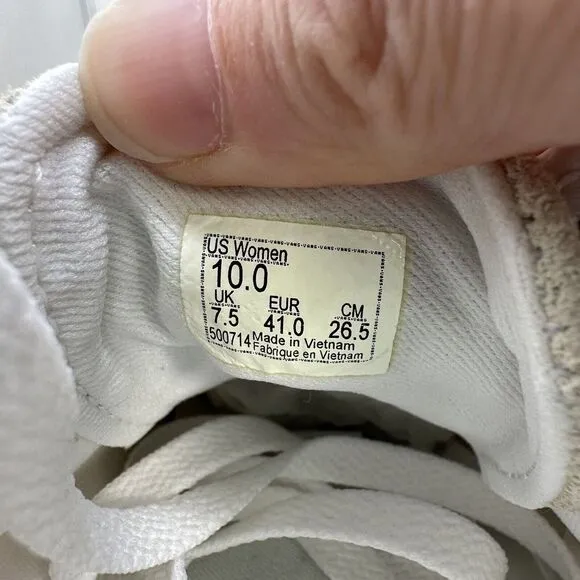 US Women
10.0
UK EUR CM
7.5 41.0 26.5
500714 Made in Vietnam
Fabrique en Vietnam